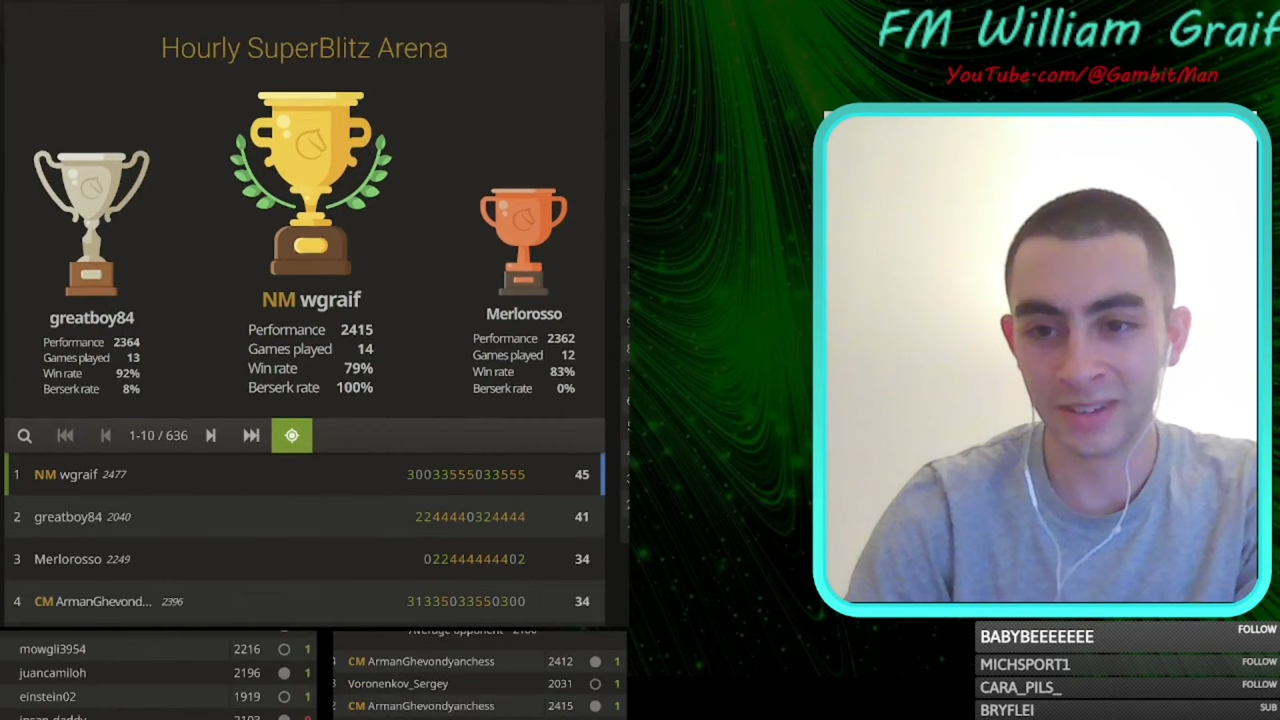 Hourly SuperBlitz Arena
greatboy84
Performance 2364
Games played 13
Win rate 92%
Berserk rate 8%
NM wgraif
Performance 2415
Games played 14
Win rate 79%
Berserk rate 100%
Merlorosso
Performance 2362
Games played 12
Win rate 83%
Berserk rate 0%
1-10 / 636
1 NM wgraif 2477 30033555033555 45
2 greatboy84 2040 2244440324444 41
3 Merlorosso 2249 022444444402 34
4 CM ArmanGhevond... 2396 31335033550300 34
mowgli3954 2216 1
juancamiloh 2196 1
einstein02 1919 1
Average opponent
CM ArmanGhevondyanchess 2412 1
Voronenkov_Sergey 2031 1
CM ArmanGhevondyanchess 2415 1
FM William Graif
YouTube.com/@GambitMan
BABYBEEEEEEE FOLLOW
MICHSPORT1 FOLLOW
CARA_PILS_ FOLLOW
BRYFLEI SUB